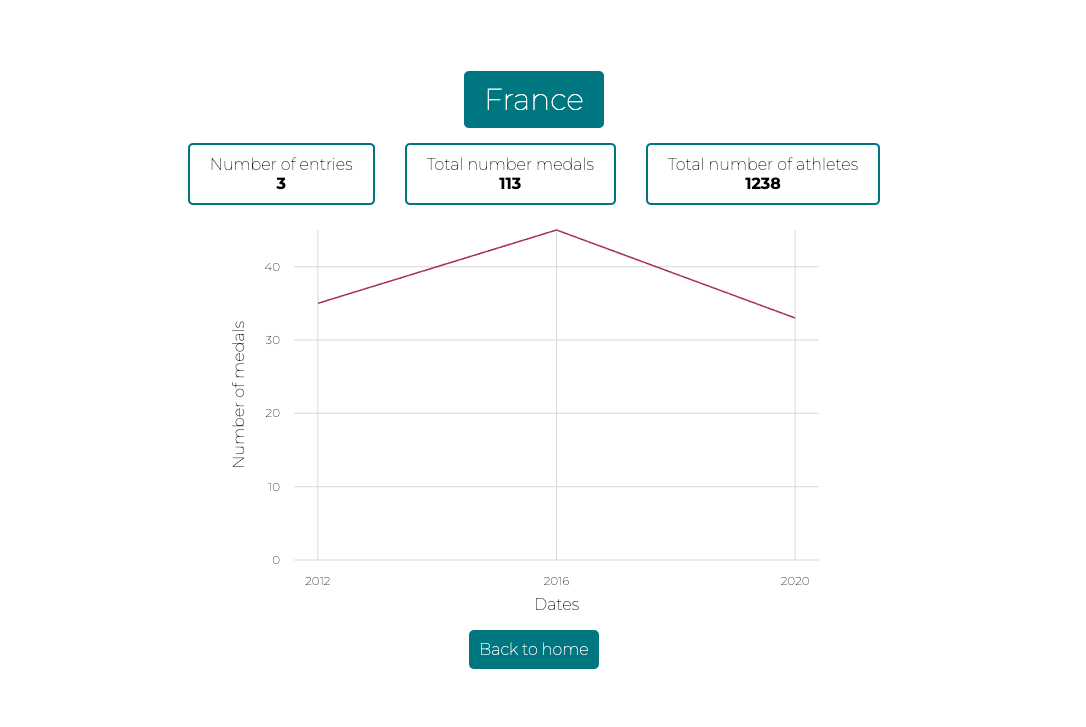 France
Number of entries
3
Total number medals
113
Total number of athletes
1238
Number of medals
40
30
20
10
0
2012
2016
2020
Dates
Back to home